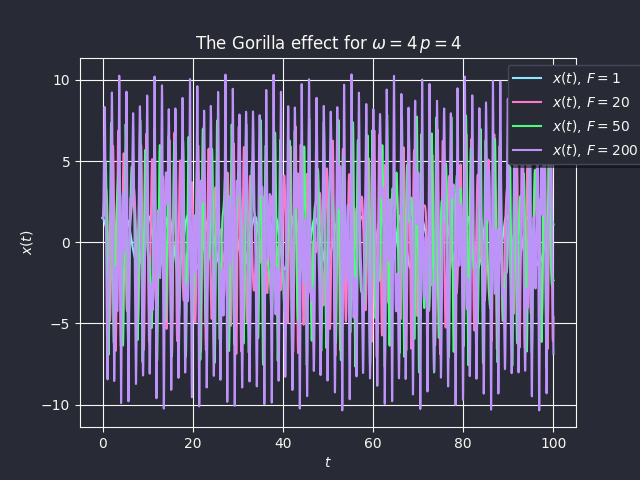 The Gorilla effect for ω = 4 p = 4
x(t), F = 1
x(t), F = 20
x(t), F = 50
x(t), F = 200
10
5
0
−5
−10
x(t)
0 20 40 60 80 100
t